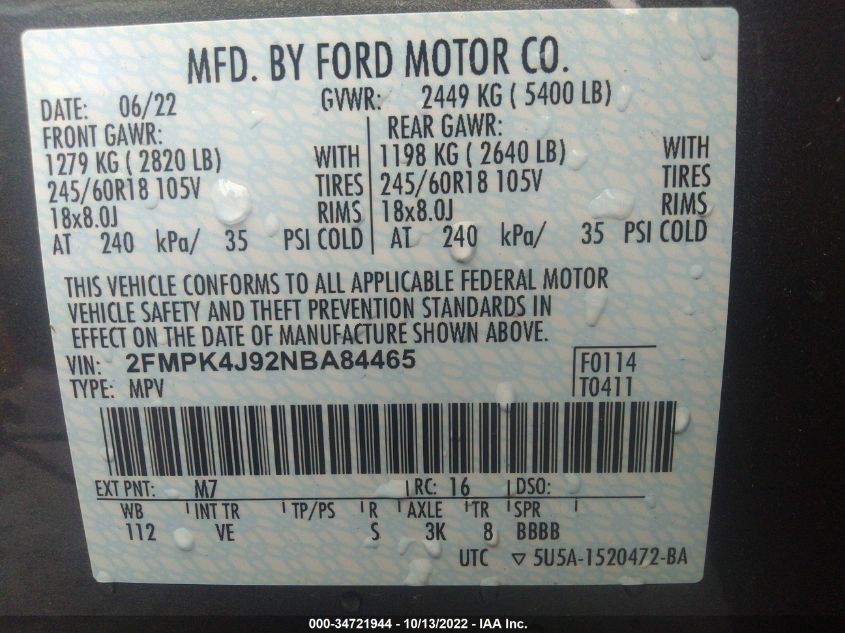 MFD. BY FORD MOTOR CO.
DATE: 06/22 GVWR: 2449 KG ( 5400 LB)
FRONT GAWR: REAR GAWR:
1279 KG ( 2820 LB) WITH 1198 KG ( 2640 LB) WITH
245/60R18 105V TIRES 245/60R18 105V TIRES
18x8.0J RIMS 18x8.0J RIMS
AT 240 kPa/ 35 PSI COLD AT 240 kPa/ 35 PSI COLD
THIS VEHICLE CONFORMS TO ALL APPLICABLE FEDERAL MOTOR
VEHICLE SAFETY AND THEFT PREVENTION STANDARDS IN
EFFECT ON THE DATE OF MANUFACTURE SHOWN ABOVE.
VIN: 2FMPK4J92NBA84465 F0114
TYPE: MPV T0411
EXT PNT: M7 RC: 16 DSO:
WB INT TR TP/PS R AXLE TR SPR
112 VE S 3K 8 BBBB
UTC ▽ 5U5A-1520472-BA
000-34721944 - 10/13/2022 - IAA Inc.